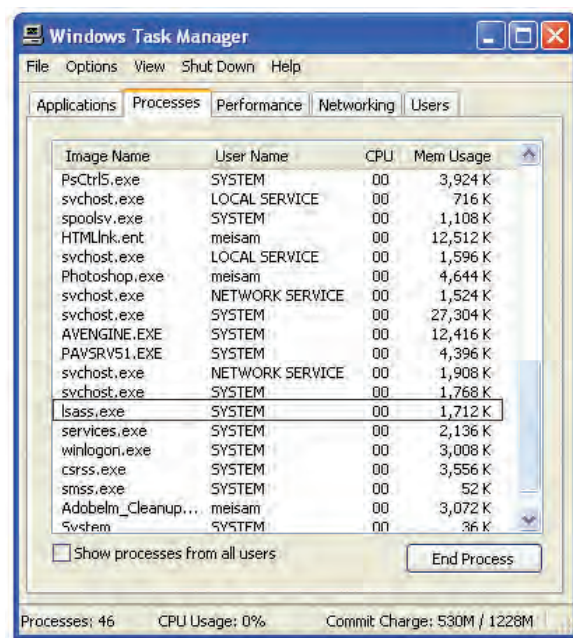 Windows Task Manager
File Options View Shut Down Help
Applications Processes Performance Networking Users
Image Name User Name CPU Mem Usage
PsCtrlS.exe SYSTEM 00 3,924 K
svchost.exe LOCAL SERVICE 00 716 K
spoolsv.exe SYSTEM 00 1,108 K
HTMLInk.ent meisam 00 12,512 K
svchost.exe LOCAL SERVICE 00 1,596 K
Photoshop.exe meisam 00 4,644 K
svchost.exe NETWORK SERVICE 00 1,524 K
svchost.exe SYSTEM 00 27,304 K
AVENGINE.EXE SYSTEM 00 12,416 K
PAVSRV51.EXE SYSTEM 00 4,396 K
svchost.exe NETWORK SERVICE 00 1,908 K
svchost.exe SYSTEM 00 1,768 K
lsass.exe SYSTEM 00 1,712 K
services.exe SYSTEM 00 2,136 K
winlogon.exe SYSTEM 00 3,008 K
csrss.exe SYSTEM 00 3,556 K
smss.exe SYSTEM 00 52 K
Adobelm_Cleanup... meisam 00 3,072 K
System SYSTEM 00 36 K
Show processes from all users End Process
Processes: 46 CPU Usage: 0% Commit Charge: 530M / 1228M